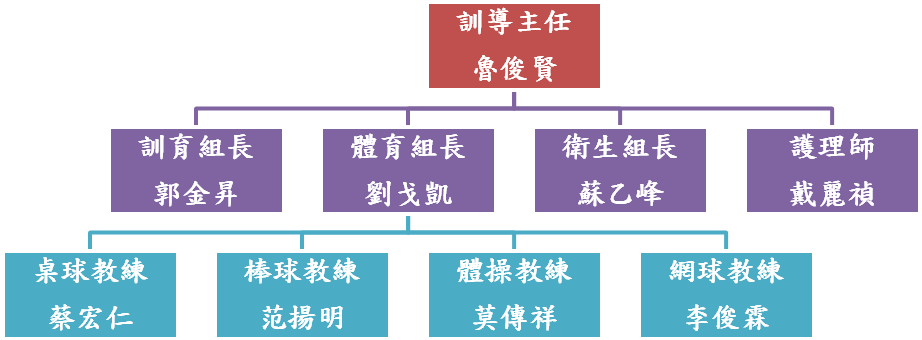 訓導主任
魯俊賢
訓育組長
郭金昇
體育組長
劉戈凱
衛生組長
蘇乙峰
護理師
戴麗禎
桌球教練
蔡宏仁
棒球教練
范揚明
體操教練
莫傳祥
網球教練
李俊霖